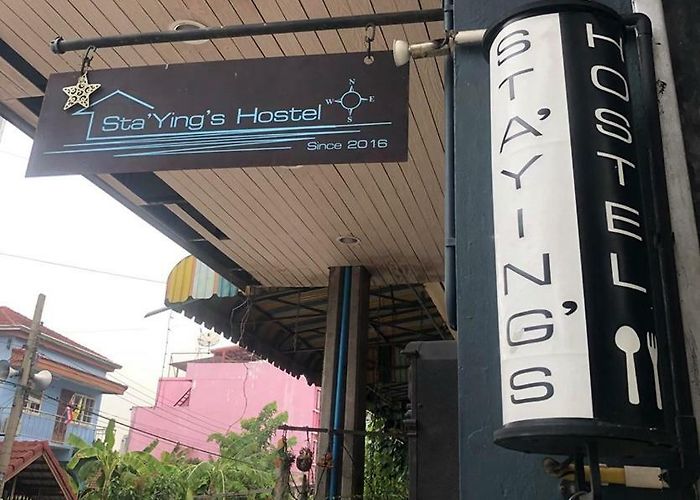 Sta'Ying's Hostel
N
W E
S
Since 2016
STA'YING'S
HOSTEL